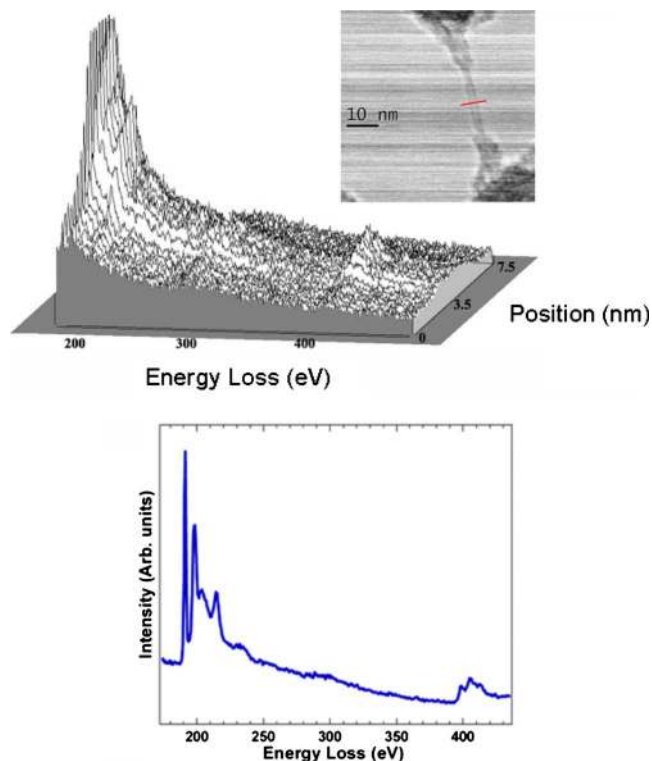 10 nm
7.5
3.5
0
Position (nm)
200
300
400
Energy Loss (eV)
Intensity (Arb. units)
200
250
300
350
400
Energy Loss (eV)